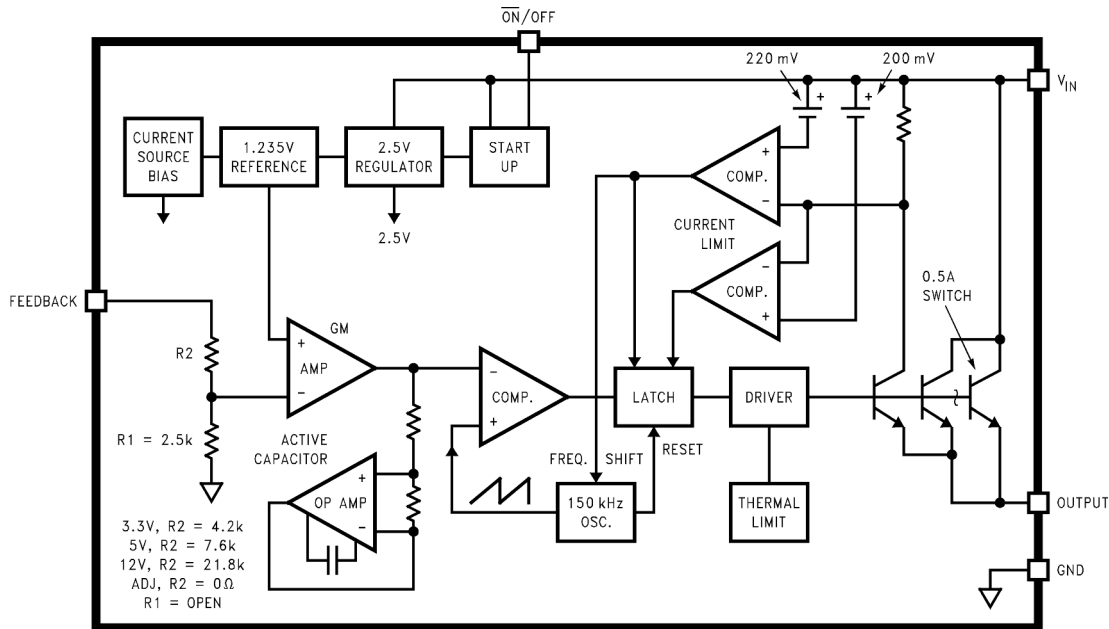 ON/OFF
220 mV
200 mV
+
+
VIN
CURRENT
SOURCE
BIAS
1.235V
REFERENCE
2.5V
REGULATOR
START
UP
2.5V
+
COMP.
−
CURRENT
LIMIT
−
COMP.
+
0.5A
SWITCH
FEEDBACK
R2
R1 = 2.5k
GM
+
AMP
−
−
COMP.
+
LATCH
DRIVER
ACTIVE
CAPACITOR
+
OP AMP
−
FREQ. SHIFT
RESET
150 kHz
OSC.
THERMAL
LIMIT
OUTPUT
GND
3.3V, R2 = 4.2k
5V, R2 = 7.6k
12V, R2 = 21.8k
ADJ, R2 = 0Ω
R1 = OPEN